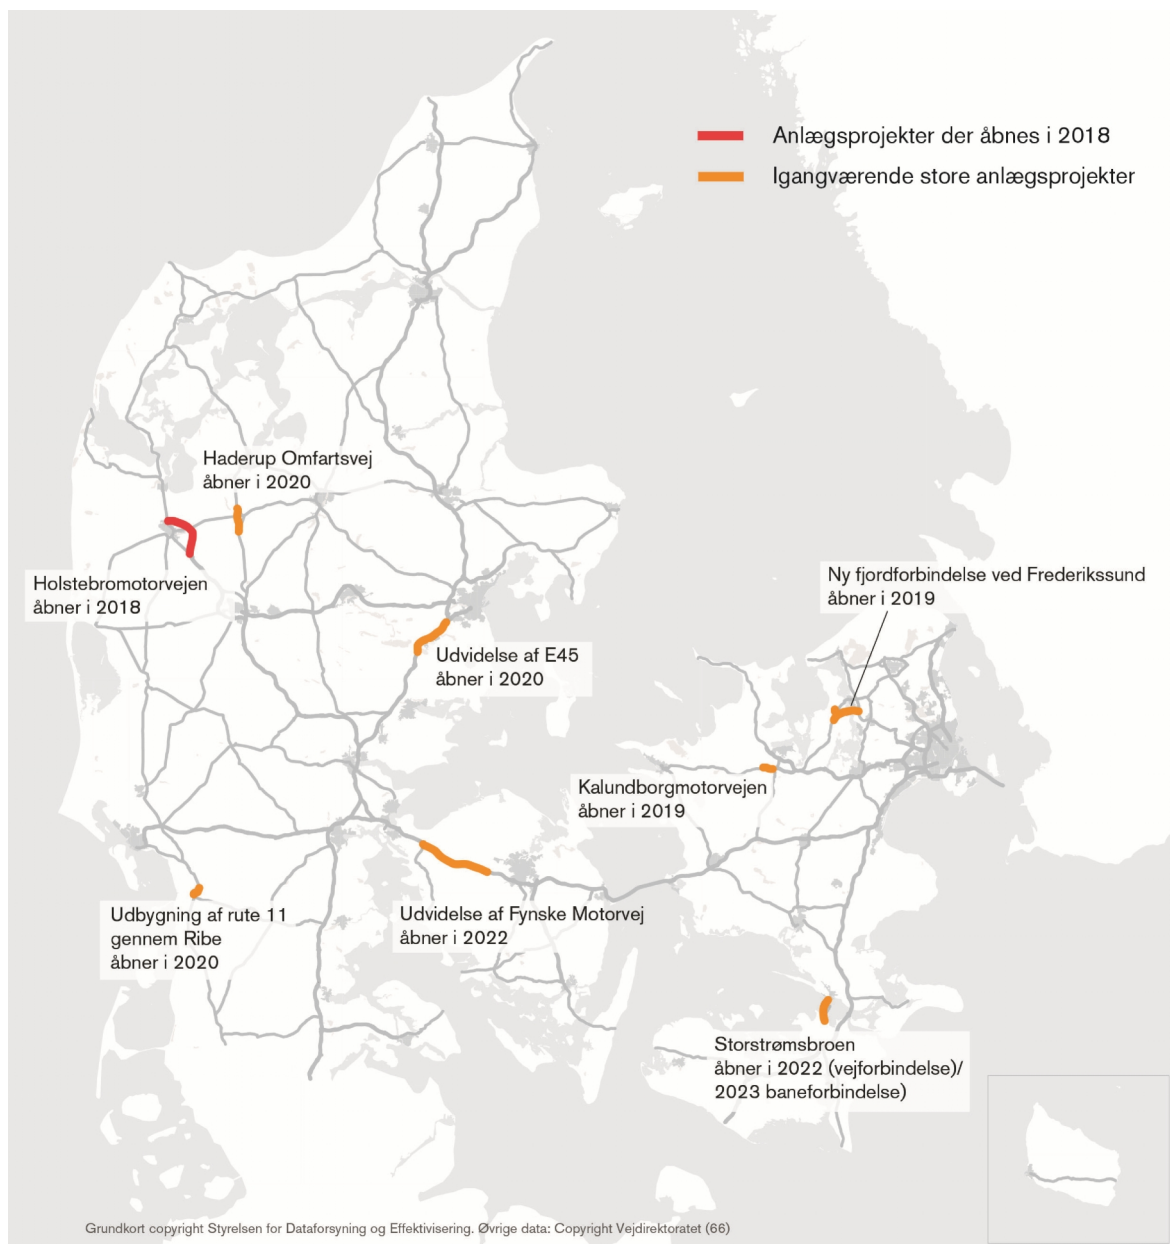 Anlægsprojekter der åbnes i 2018
Igangværende store anlægsprojekter
Haderup Omfartsvej
åbner i 2020
Holstebromotorvejen
åbner i 2018
Ny fjordforbindelse ved Frederikssund
åbner i 2019
Udvidelse af E45
åbner i 2020
Kalundborgmotorvejen
åbner i 2019
Udbygning af rute 11
gennem Ribe
åbner i 2020
Udvidelse af Fynske Motorvej
åbner i 2022
Storstrømsbroen
åbner i 2022 (vejforbindelse)/
2023 baneforbindelse)
Grundkort copyright Styrelsen for Dataforsyning og Effektivisering. Øvrige data: Copyright Vejdirektoratet (66)